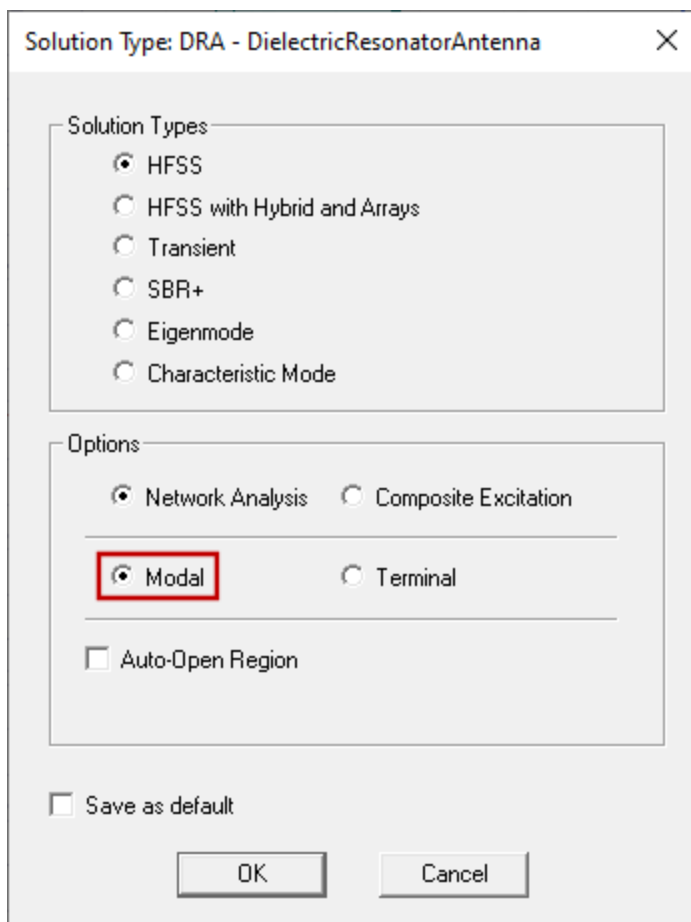 Solution Type: DRA - DielectricResonatorAntenna
Solution Types
HFSS
HFSS with Hybrid and Arrays
Transient
SBR+
Eigenmode
Characteristic Mode
Options
Network Analysis Composite Excitation
Modal Terminal
Auto-Open Region
Save as default
OK Cancel